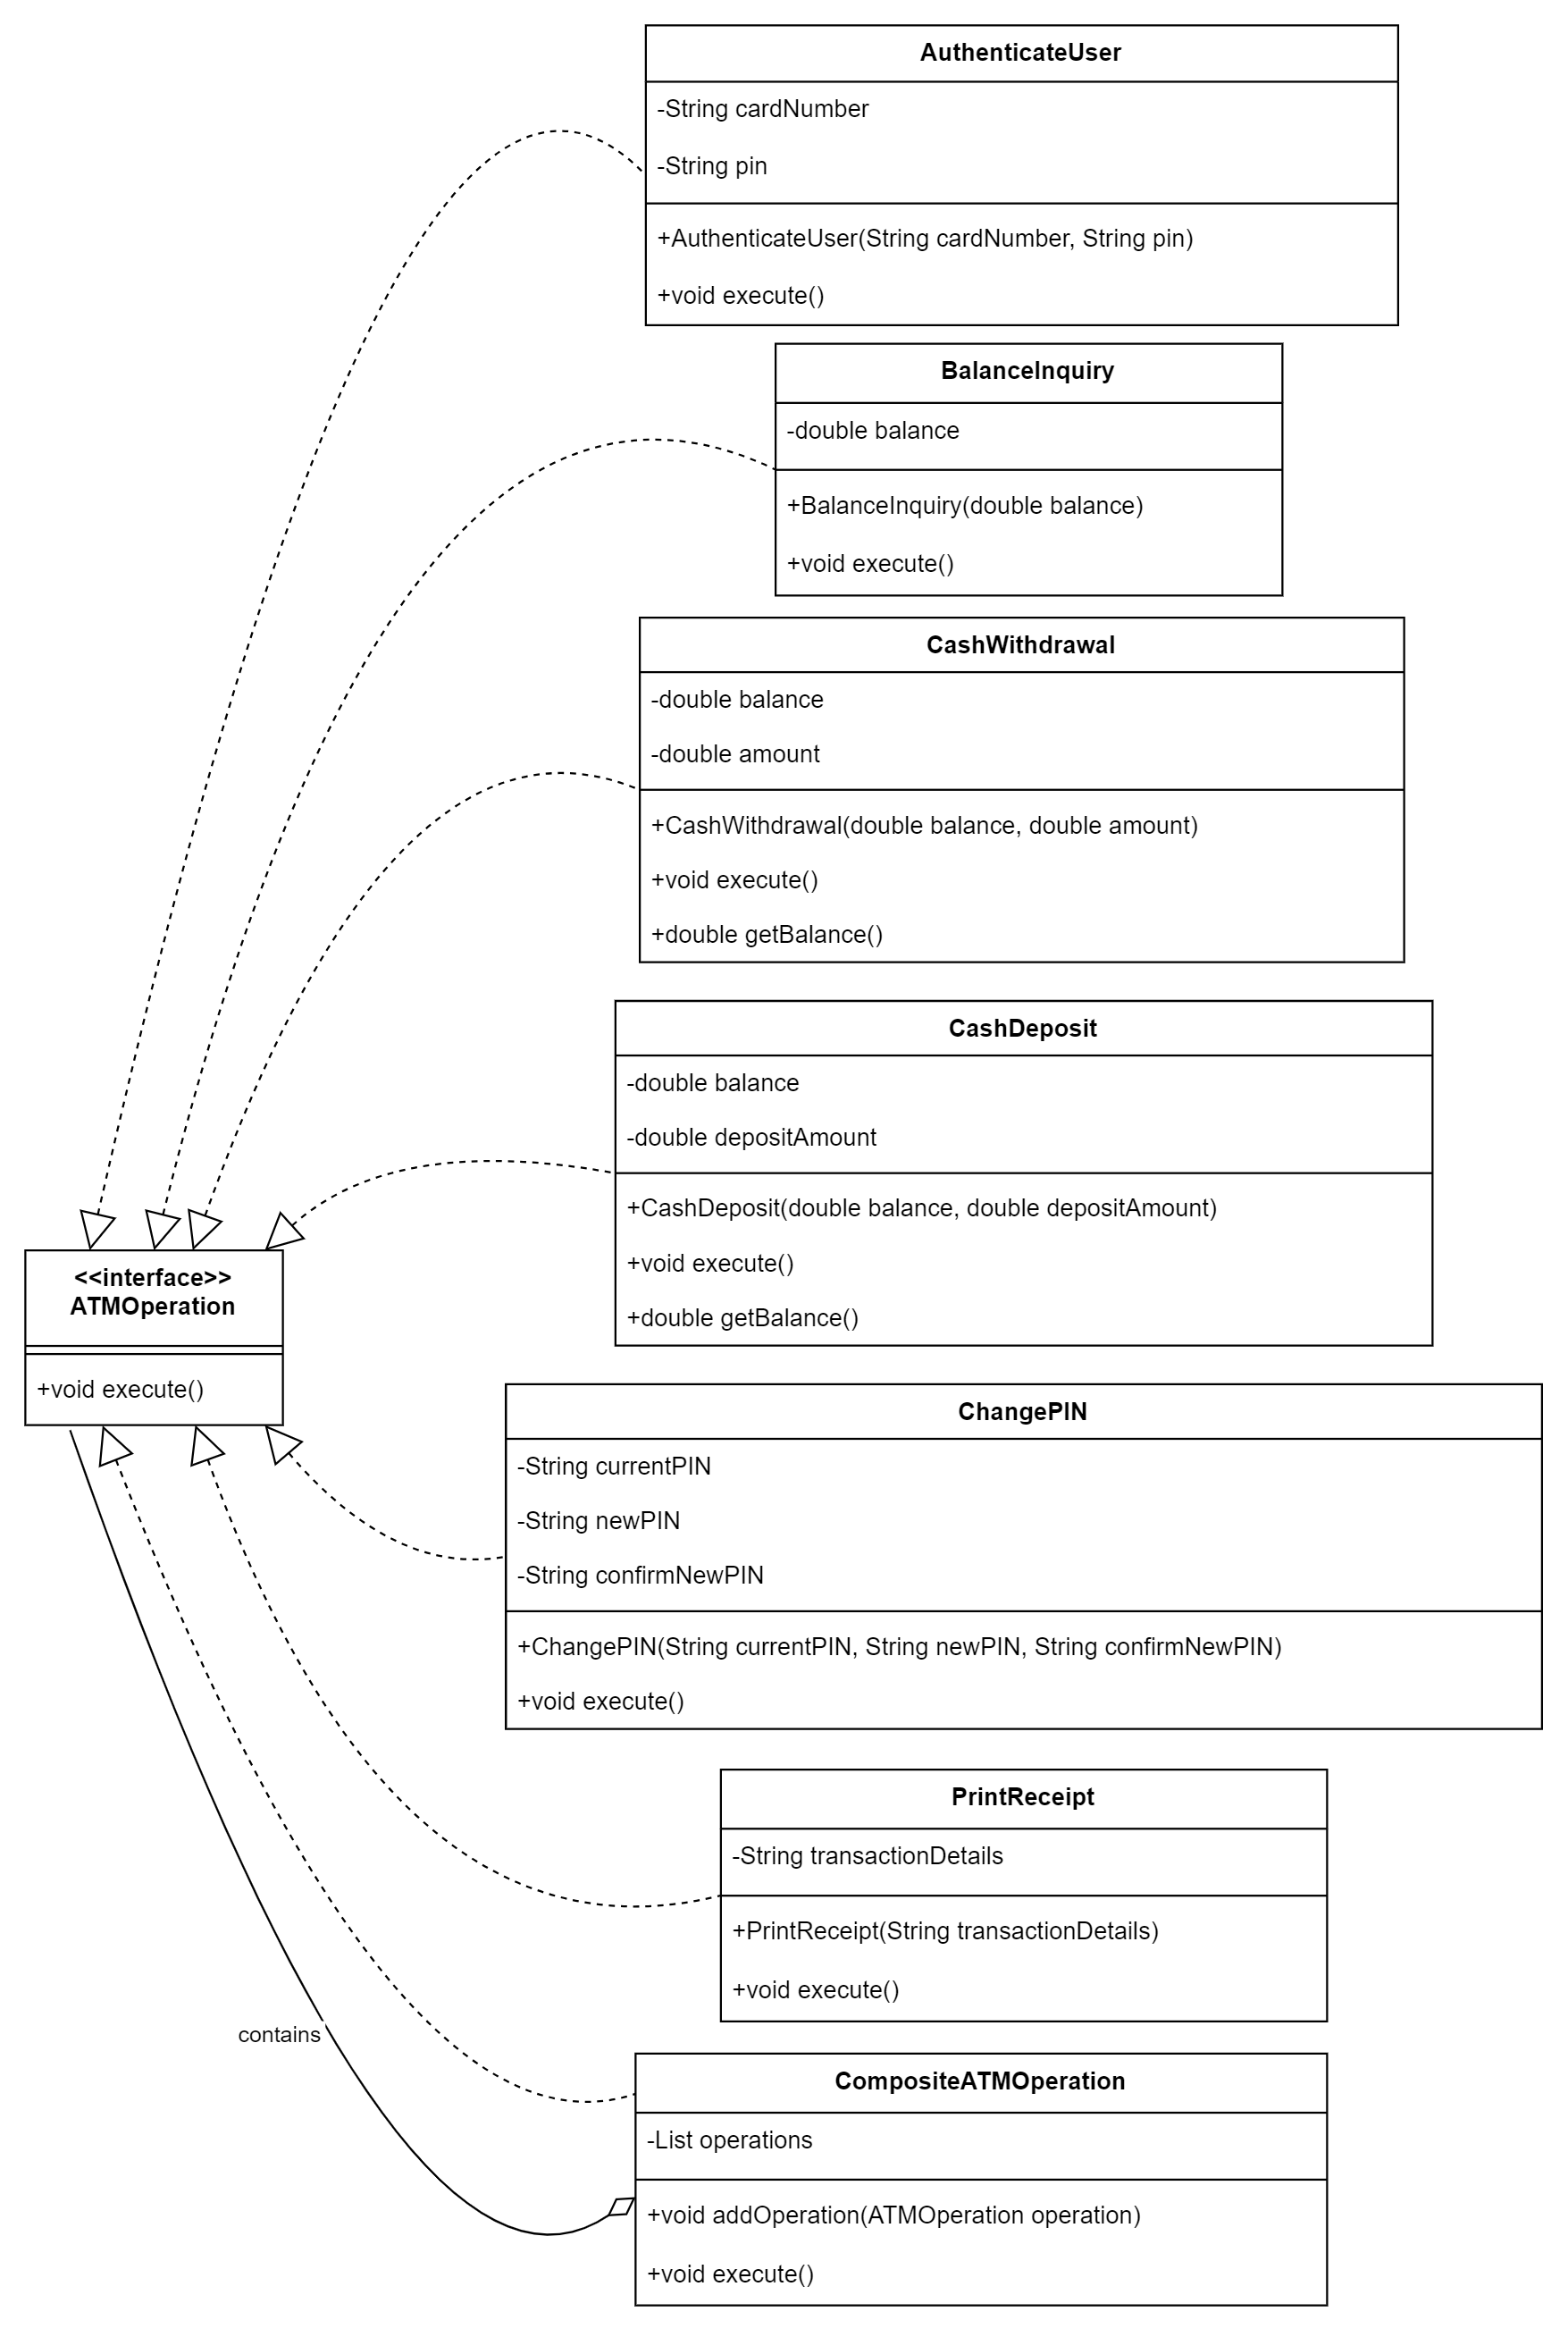 AuthenticateUser
-String cardNumber
-String pin
+AuthenticateUser(String cardNumber, String pin)
+void execute()
BalanceInquiry
-double balance
+BalanceInquiry(double balance)
+void execute()
CashWithdrawal
-double balance
-double amount
+CashWithdrawal(double balance, double amount)
+void execute()
+double getBalance()
CashDeposit
-double balance
-double depositAmount
+CashDeposit(double balance, double depositAmount)
+void execute()
+double getBalance()
<<interface>>
ATMOperation
+void execute()
ChangePIN
-String currentPIN
-String newPIN
-String confirmNewPIN
+ChangePIN(String currentPIN, String newPIN, String confirmNewPIN)
+void execute()
PrintReceipt
-String transactionDetails
+PrintReceipt(String transactionDetails)
+void execute()
contains
CompositeATMOperation
-List operations
+void addOperation(ATMOperation operation)
+void execute()